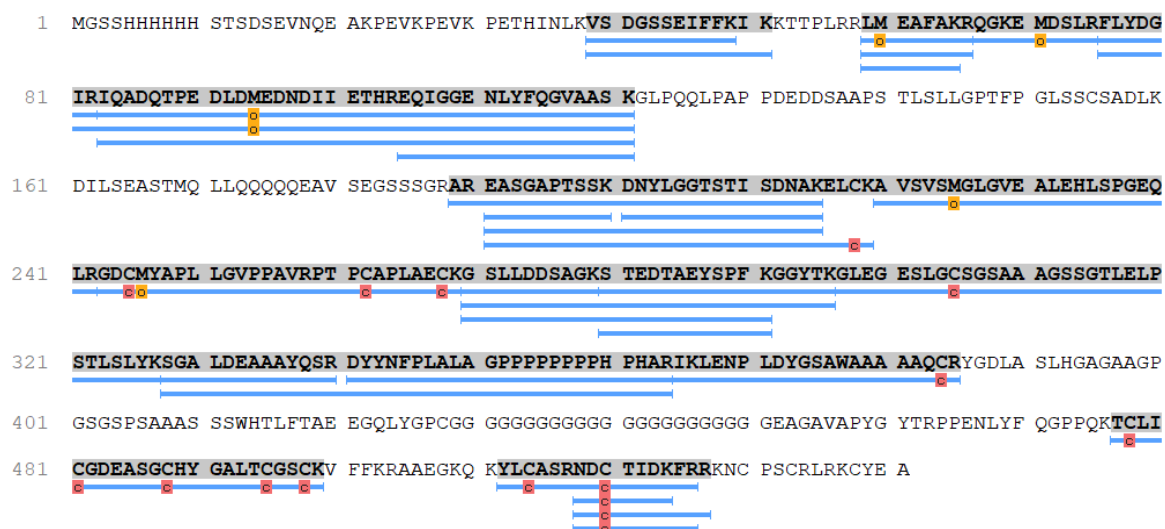 1 MGSSHHHHHH STSDSEVNQE AKPEVKPEVK PETHINLKVS DGSSEIFFKI KKTTPLRRLM EAFAKRQGKE MDSLRFLYDG
o o
81 IRIQADQTPE DLDMEDNDII ETHREQIGGE NLYFQGVAAS KGLPQQLPAP PDEDDSAAPS TLSLLGPTFP GLSSCSADLK
o
o
161 DILSEASTMQ LLQQQQQEAV SEGSSSGRAR EASGAPTSSK DNYLGGTSTI SDNAKELCKA VSVSMGLGVE ALEHLSPGEQ
o
c
241 LRGDCMYAPL LGVPPAVRPT PCAPLAECKG SLLDDSAGKS TEDTAEYSPF KGGYTKGLEG ESLGCSGSAA AGSSGTLELP
c o c c c
321 STLSLYKSGA LDEAAAYQSR DYYNFPLALA GPPPPPPPPH PHARIKLENP LDYGSAWAAA AAQCRYGDLA SLHGAGAAGP
c
401 GSGSPSAAAS SSWHTLFTAE EGQLYGPCGG GGGGGGGGGG GGGGGGGGGG GEAGAVAPYG YTRPPENLYF QGPPQKTCLI
c
481 CGDEASGCHY GALTCGSCKV FFKRAAEGKQ KYLCASRNDC TIDKFRRKNC PSCRLRKCYE A
c c c c c c
c
c
c